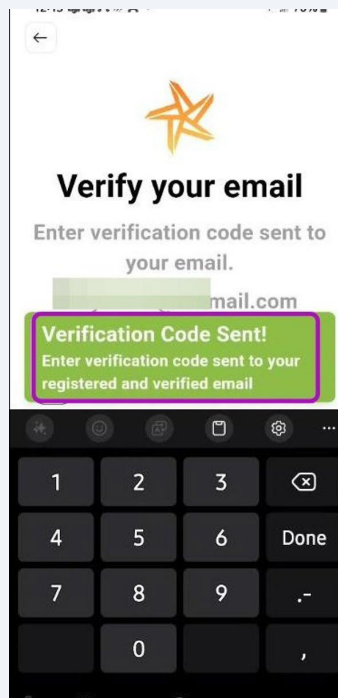 Verify your email
Enter verification code sent to
your email.
mail.com
Verification Code Sent!
Enter verification code sent to your
registered and verified email
1 2 3
4 5 6 Done
7 8 9 .-
0 ,